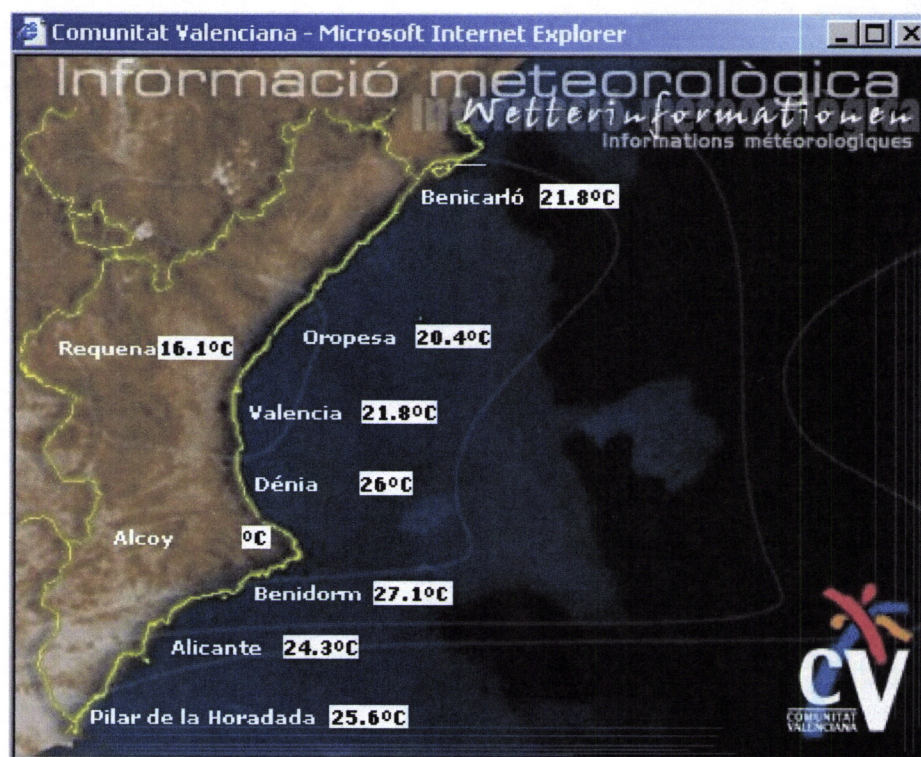 Comunitat Valenciana - Microsoft Internet Explorer
Informació meteorològica
Informació meteorològica
Wetterinformationen
informations météorologiques
Benicarló 21.8ºC
Oropesa 20.4ºC
Requena 16.1ºC
Valencia 21.8ºC
Dénia 26ºC
Alcoy ºC
Benidorm 27.1ºC
Alicante 24.3ºC
Pilar de la Horadada 25.6ºC
CV
COMUNITAT
VALENCIANA